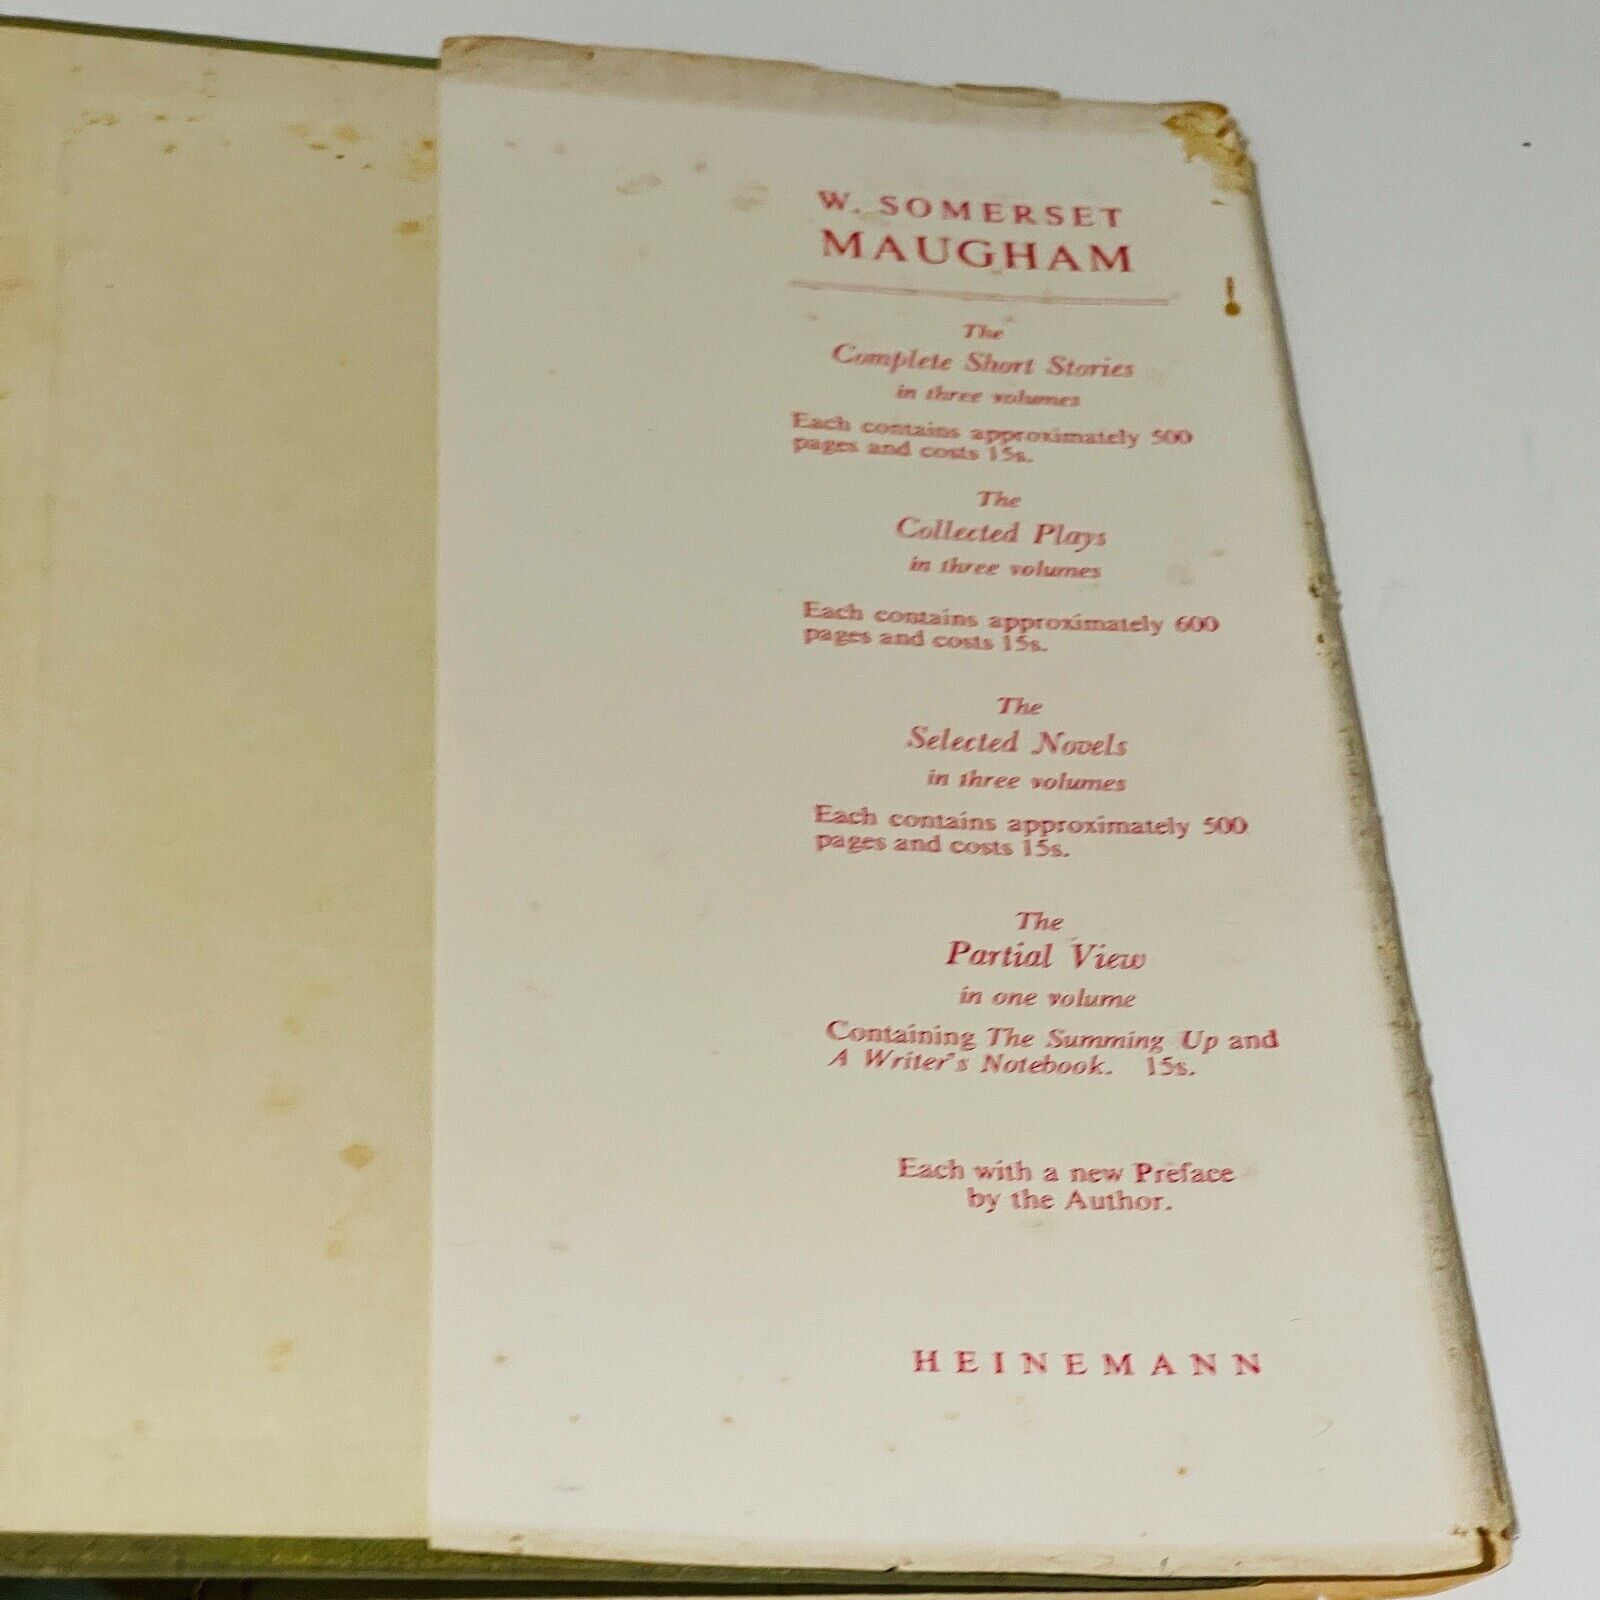 W. SOMERSET
MAUGHAM
The
Complete Short Stories
in three volumes
Each contains approximately 500
pages and costs 15s.
The
Collected Plays
in three volumes
Each contains approximately 600
pages and costs 15s.
The
Selected Novels
in three volumes
Each contains approximately 500
pages and costs 15s.
The
Partial View
in one volume
Containing The Summing Up and
A Writer's Notebook. 15s.
Each with a new Preface
by the Author.
HEINEMANN